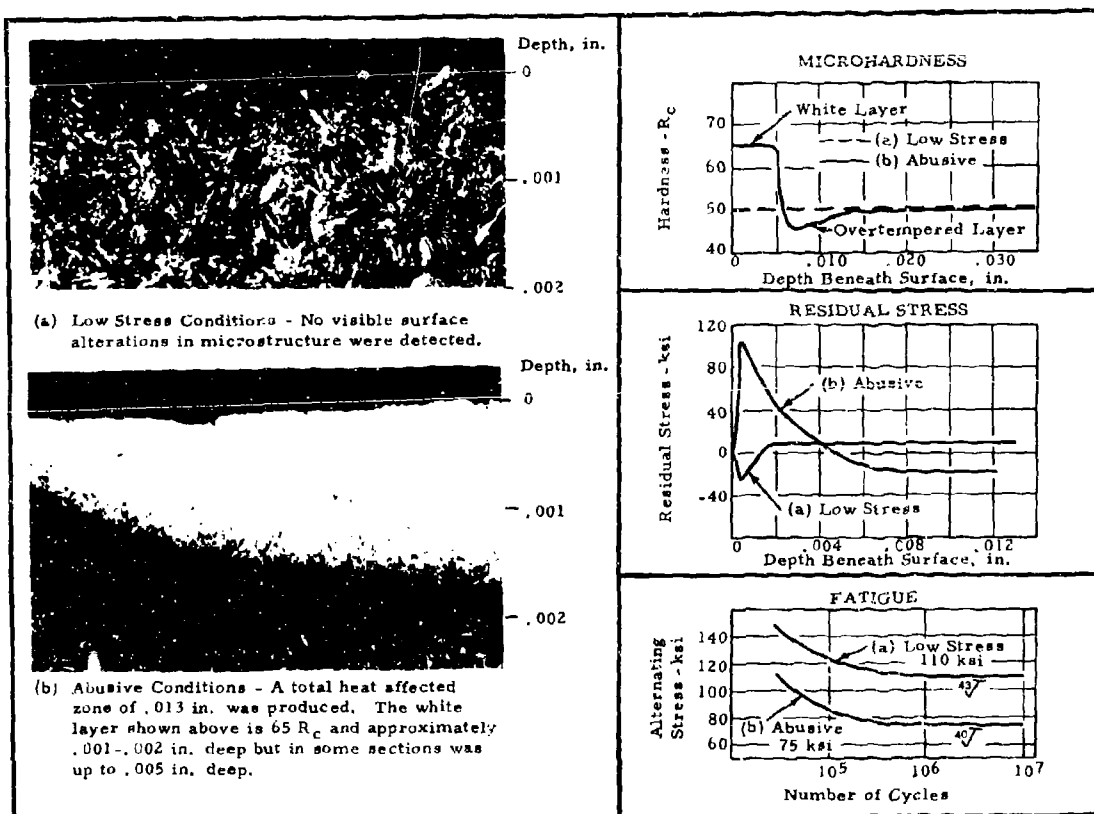 Depth, in.
0
.001
.002
(a) Low Stress Conditions - No visible surface
alterations in microstructure were detected.
Depth, in.
0
.001
.002
(b) Abusive Conditions - A total heat affected
zone of .013 in. was produced. The white
layer shown above is 65 Rc and approximately
.001-.002 in. deep but in some sections was
up to .005 in. deep.
MICROHARDNESS
Hardness - Rc
70
60
50
40
White Layer
(a) Low Stress
(b) Abusive
Overtempered Layer
0 .010 .020 .030
Depth Beneath Surface, in.
RESIDUAL STRESS
Residual Stress - ksi
120
80
40
0
-40
(b) Abusive
(a) Low Stress
0 .004 .008 .012
Depth Beneath Surface, in.
FATIGUE
Alternating
Stress - ksi
140
120
100
80
60
(a) Low Stress
110 ksi
43
(b) Abusive
75 ksi
40
10⁵ 10⁶ 10⁷
Number of Cycles